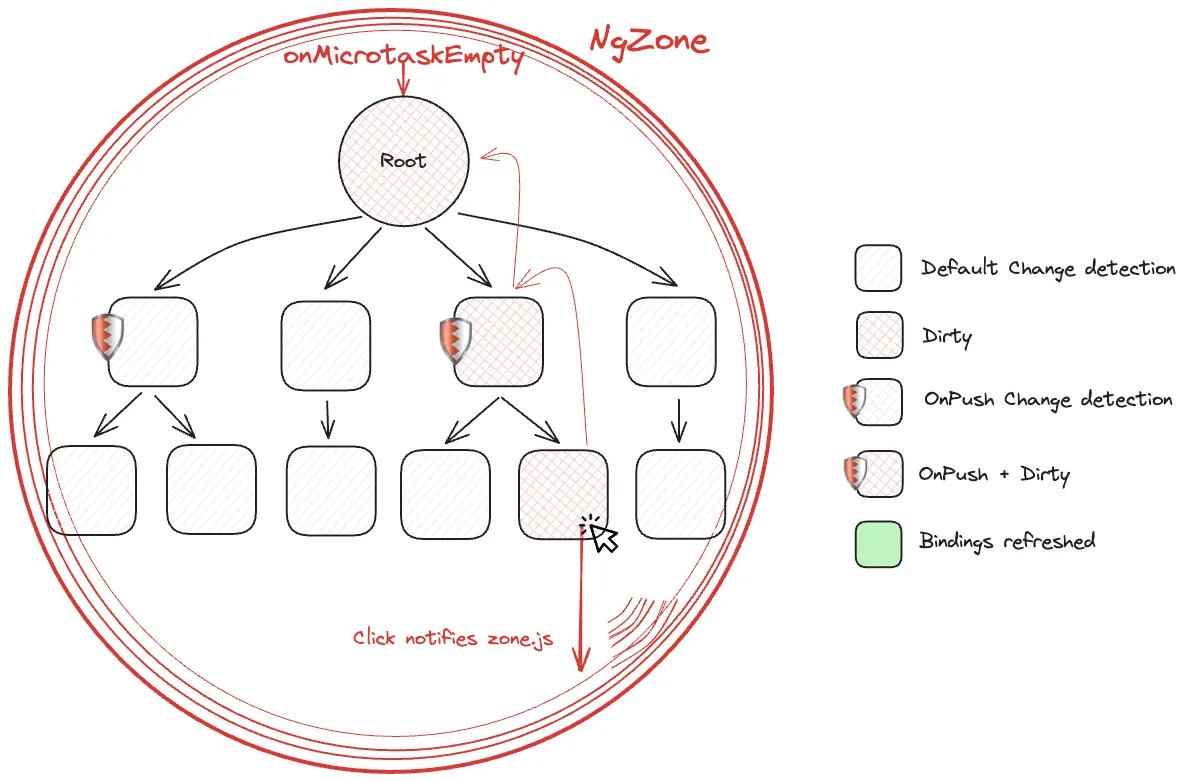 NgZone
onMicrotaskEmpty
Root
Default Change detection
Dirty
OnPush Change detection
OnPush + Dirty
Bindings refreshed
Click notifies zone.js